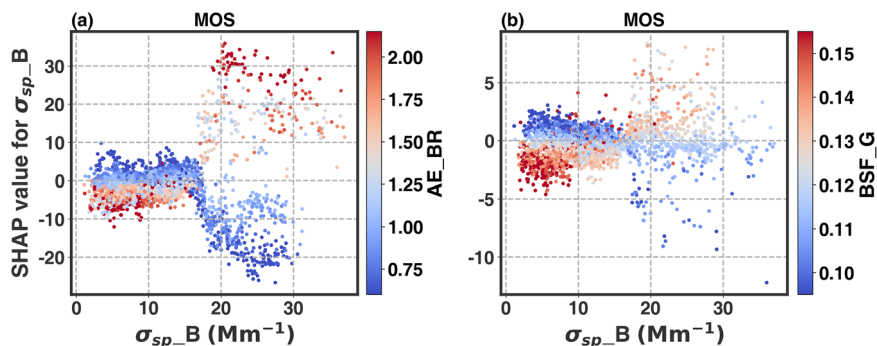 (a) MOS
SHAP value for σsp_B
30
20
10
0
-10
-20
0 10 20 30
σsp_B (Mm⁻¹)
2.00
1.75
1.50
1.25
1.00
0.75
AE_BR
(b) MOS
5
0
-5
-10
0 10 20 30
σsp_B (Mm⁻¹)
0.15
0.14
0.13
0.12
0.11
0.10
BSF_G